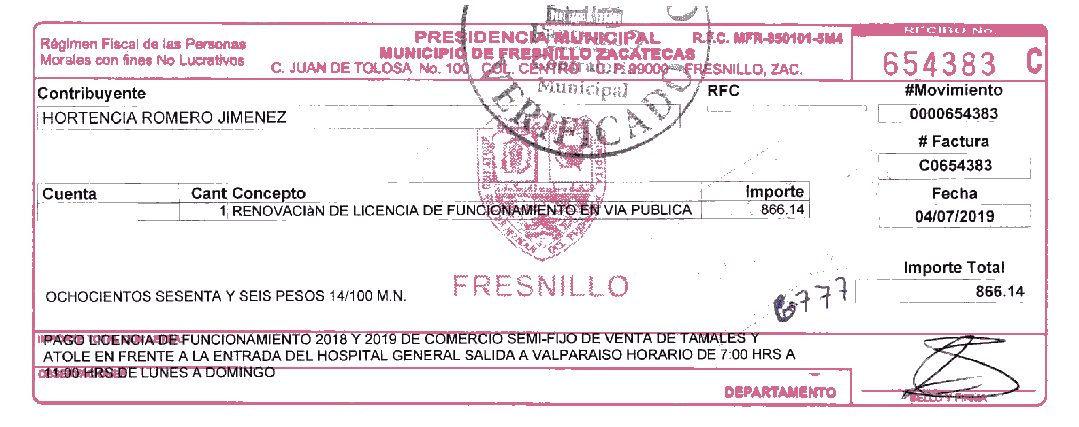 Régimen Fiscal de las Personas
Morales con fines No Lucrativos
PRESIDENCIA MUNICIPAL
MUNICIPIO DE FRESNILLO ZACATECAS
C. JUAN DE TOLOSA No. 100 COL. CENTRO C.P. 99000 FRESNILLO, ZAC.
R.F.C. MFR-850101-5M4
RECIBO No.
654383 C
Municipal
VERIFICADO
Contribuyente
HORTENCIA ROMERO JIMENEZ
RFC
#Movimiento
0000654383
# Factura
C0654383
Fecha
04/07/2019
Cuenta Cant Concepto Importe
1 RENOVACIàN DE LICENCIA DE FUNCIONAMIENTO EN VIA PUBLICA 866.14
Importe Total
866.14
FRESNILLO
OCHOCIENTOS SESENTA Y SEIS PESOS 14/100 M.N.
6777
PAGO LICENCIA DE FUNCIONAMIENTO 2018 Y 2019 DE COMERCIO SEMI-FIJO DE VENTA DE TAMALES Y
ATOLE EN FRENTE A LA ENTRADA DEL HOSPITAL GENERAL SALIDA A VALPARAISO HORARIO DE 7:00 HRS A
11:00 HRS DE LUNES A DOMINGO
DEPARTAMENTO
SELLO Y FIRMA